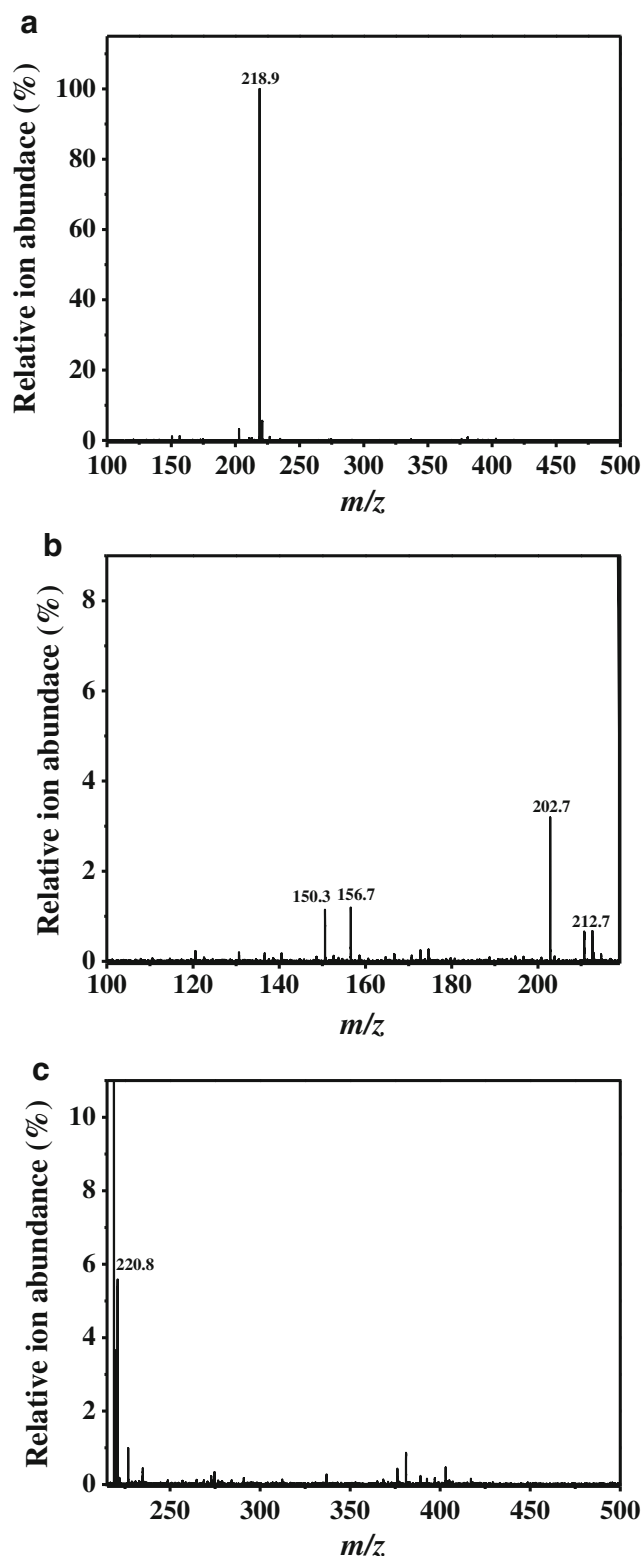 a
Relative ion abundace (%)
100
80
60
40
20
0
218.9
100 150 200 250 300 350 400 450 500
m/z
b
Relative ion abundace (%)
8
6
4
2
0
150.3 156.7 202.7 212.7
100 120 140 160 180 200
m/z
c
Relative ion abundance (%)
10
8
6
4
2
0
220.8
250 300 350 400 450 500
m/z